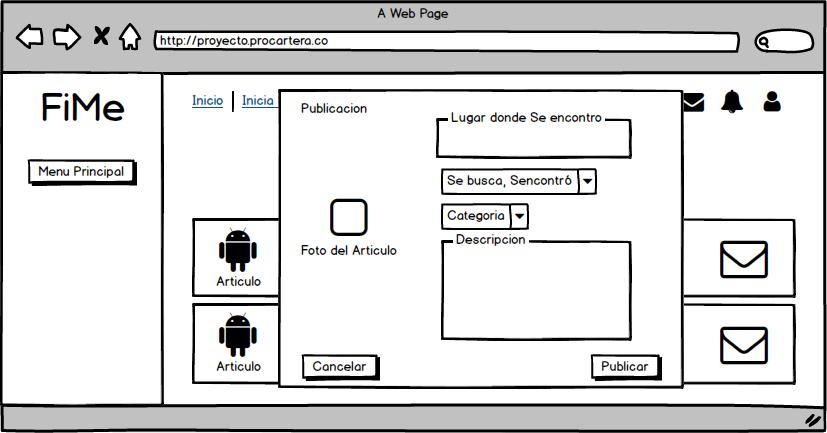 A Web Page
http://proyecto.procartera.co
FiMe
Menu Principal
Inicio
Inicia
Publicacion
Lugar donde Se encontro
Se busca, Sencontró
Categoria
Foto del Articulo
Descripcion
Articulo
Articulo
Cancelar
Publicar